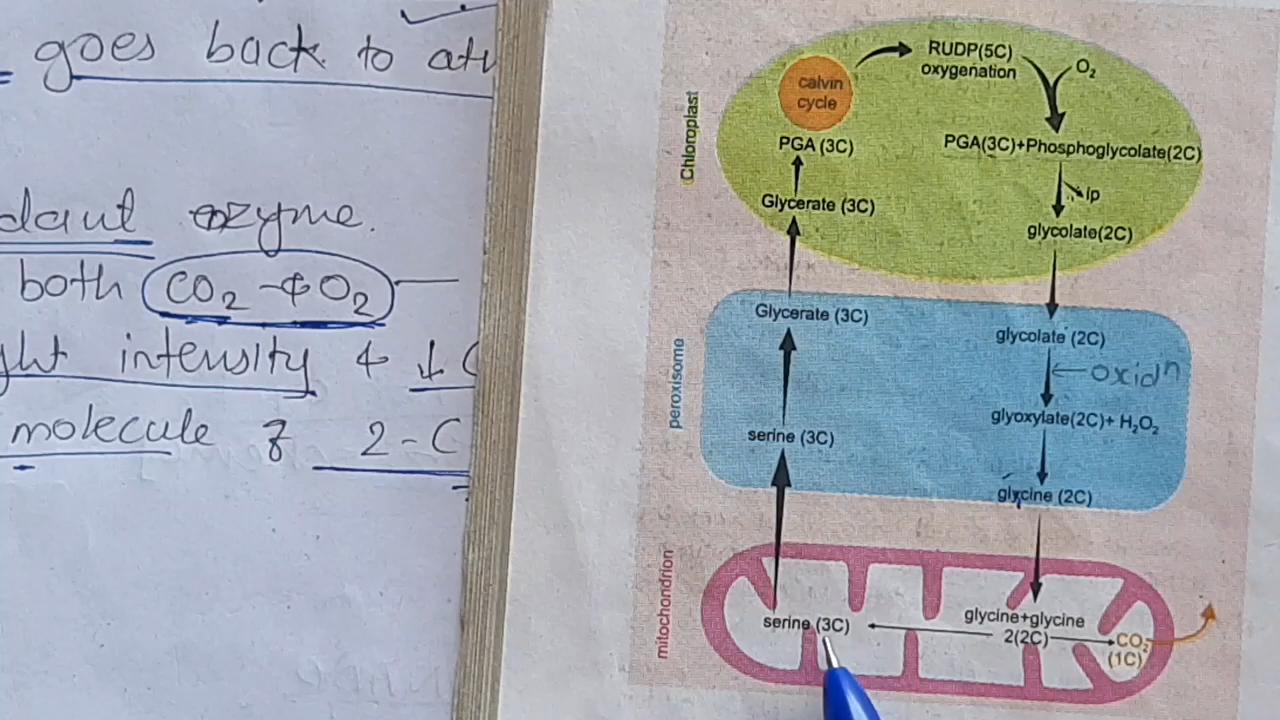 goes back to atm
dant enzyme.
both CO₂ & O₂ —
ght intensity & ↓ C
molecule of 2-C
Chloroplast
calvin
cycle
RUDP(5C)
oxygenation
O₂
PGA (3C)
PGA(3C)+Phosphoglycolate(2C)
ip
Glycerate (3C)
glycolate(2C)
peroxisome
Glycerate (3C)
glycolate (2C)
← oxidⁿ
glyoxylate(2C)+ H₂O₂
serine (3C)
glycine (2C)
mitochondrion
serine (3C)
glycine+glycine
2(2C)
CO₂
(1C)